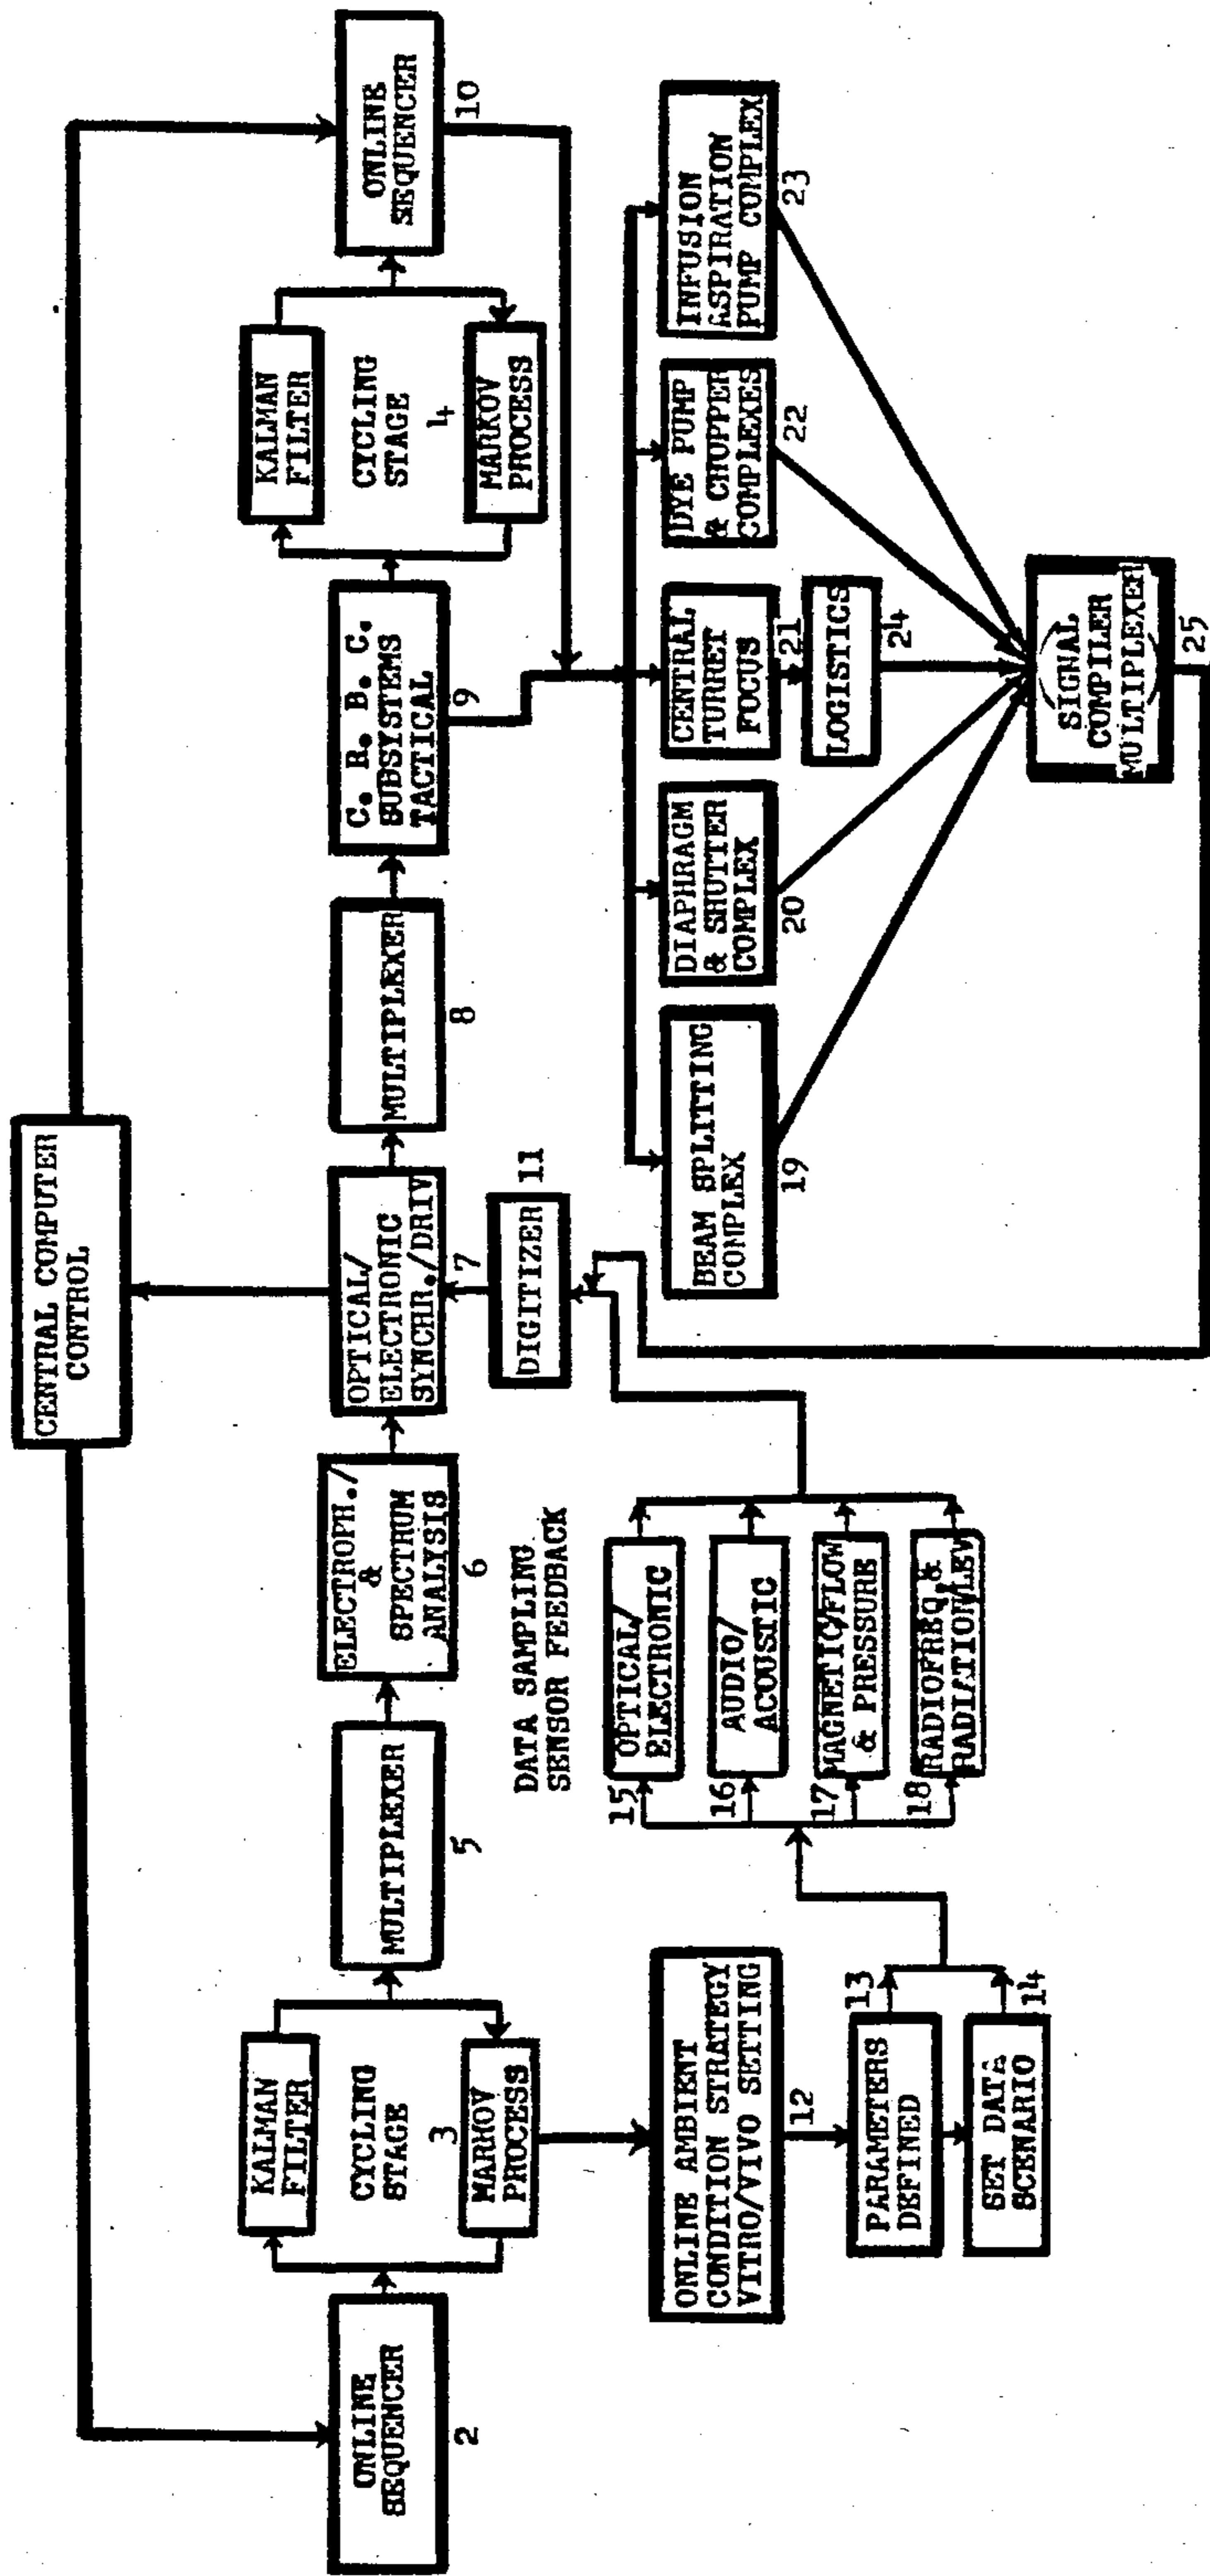 CENTRAL COMPUTER
CONTROL
ONLINE
SEQUENCER
2
KALMAN
FILTER
CYCLING
STAGE
3
MARKOV
PROCESS
MULTIPLEXER
5
ELECTROPH./
&
SPECTRUM
ANALYSIS
6
OPTICAL/
ELECTRONIC
SYNCHR./DRIV
7
MULTIPLEXER
8
C. R. B. C.
SUBSYSTEMS
TACTICAL
9
KALMAN
FILTER
CYCLING
STAGE
4
MARKOV
PROCESS
ONLINE
SEQUENCER
10
DIGITIZER
11
DATA SAMPLING
SENSOR FEEDBACK
ONLINE AMBIENT
CONDITION STRATEGY
VITRO/VIVO SETTING
12
PARAMETERS
DEFINED
13
SET DATA
SCENARIO
14
15
OPTICAL/
ELECTRONIC
16
AUDIO/
ACOUSTIC
17
MAGNETIC/FLOW
& PRESSURE
18
RADIOFREQ.&
RADIATION/LEV
BEAM SPLITTING
COMPLEX
19
DIAPHRAGM
& SHUTTER
COMPLEX
20
CENTRAL
TURRET
FOCUS
21
LOGISTICS
24
DYE PUMP
& CHOPPER
COMPLEXES
22
INFUSION
ASPIRATION
PUMP COMPLEX
23
(SIGNAL
COMPILER
MULTIPLEXER)
25